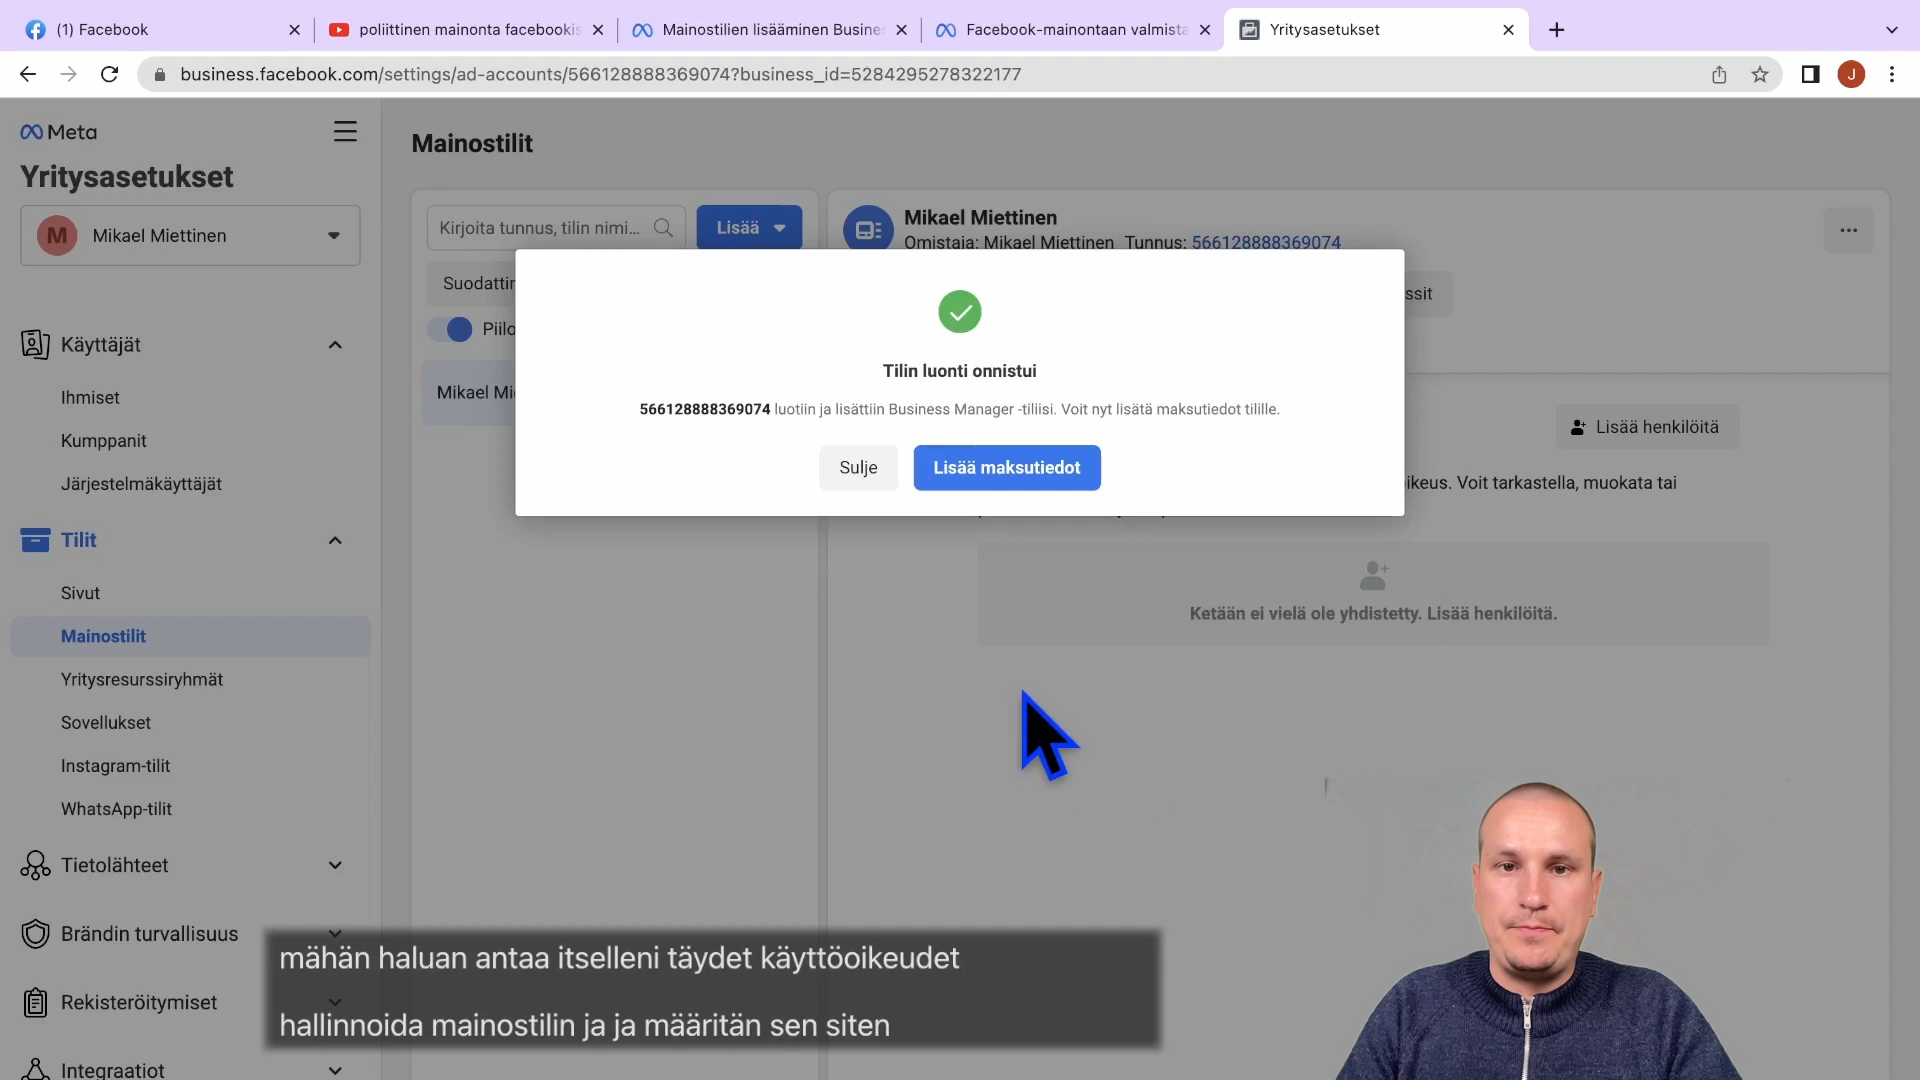 (1) Facebook
poliittinen mainonta facebookis
Mainostilien lisääminen Busine
Facebook-mainontaan valmista
Yritysasetukset
business.facebook.com/settings/ad-accounts/566128888369074?business_id=5284295278322177
J
Meta
Yritysasetukset
M
Mikael Miettinen
Käyttäjät
Ihmiset
Kumppanit
Järjestelmäkäyttäjät
Tilit
Sivut
Mainostilit
Yritysresurssiryhmät
Sovellukset
Instagram-tilit
WhatsApp-tilit
Tietolähteet
Brändin turvallisuus
Rekisteröitymiset
Integraatiot
Mainostilit
Kirjoita tunnus, tilin nimi...
Lisää
Suodattir
Piilo
Mikael Mi
Mikael Miettinen
Omistaja: Mikael Miettinen Tunnus: 566128888369074
ssit
Lisää henkilöitä
ikeus. Voit tarkastella, muokata tai
Ketään ei vielä ole yhdistetty. Lisää henkilöitä.
Tilin luonti onnistui
566128888369074 luotiin ja lisättiin Business Manager -tiliisi. Voit nyt lisätä maksutiedot tilille.
Sulje
Lisää maksutiedot
mähän haluan antaa itselleni täydet käyttöoikeudet
hallinnoida mainostilin ja ja määritän sen siten